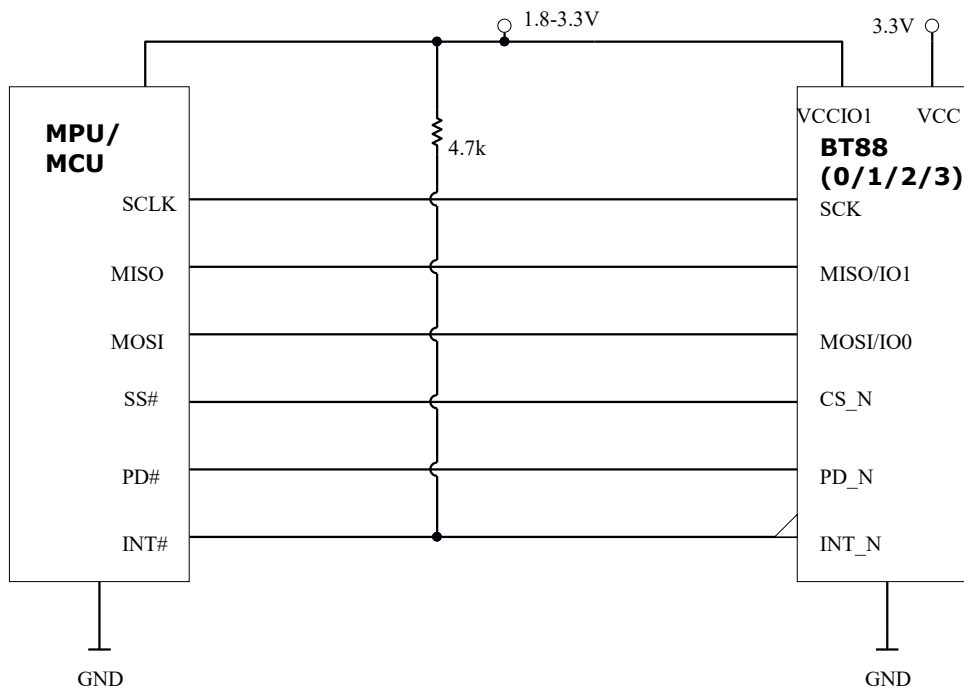 1.8-3.3V
3.3V
MPU/
MCU
4.7k
SCLK
MISO
MOSI
SS#
PD#
INT#
GND
VCCIO1
VCC
BT88
(0/1/2/3)
SCK
MISO/IO1
MOSI/IO0
CS_N
PD_N
INT_N
GND